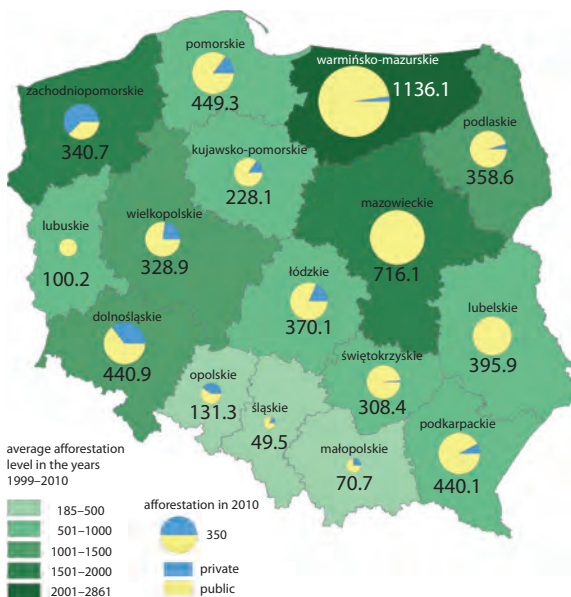 pomorskie
449.3
warmińsko-mazurskie
1136.1
zachodniopomorskie
340.7
podlaskie
358.6
kujawsko-pomorskie
228.1
mazowieckie
716.1
wielkopolskie
328.9
lubuskie
100.2
łódzkie
370.1
lubelskie
395.9
dolnośląskie
440.9
świętokrzyskie
308.4
opolskie
131.3
śląskie
49.5
małopolskie
70.7
podkarpackie
440.1
average afforestation
level in the years
1999–2010
185–500
501–1000
1001–1500
1501–2000
2001–2861
afforestation in 2010
350
private
public